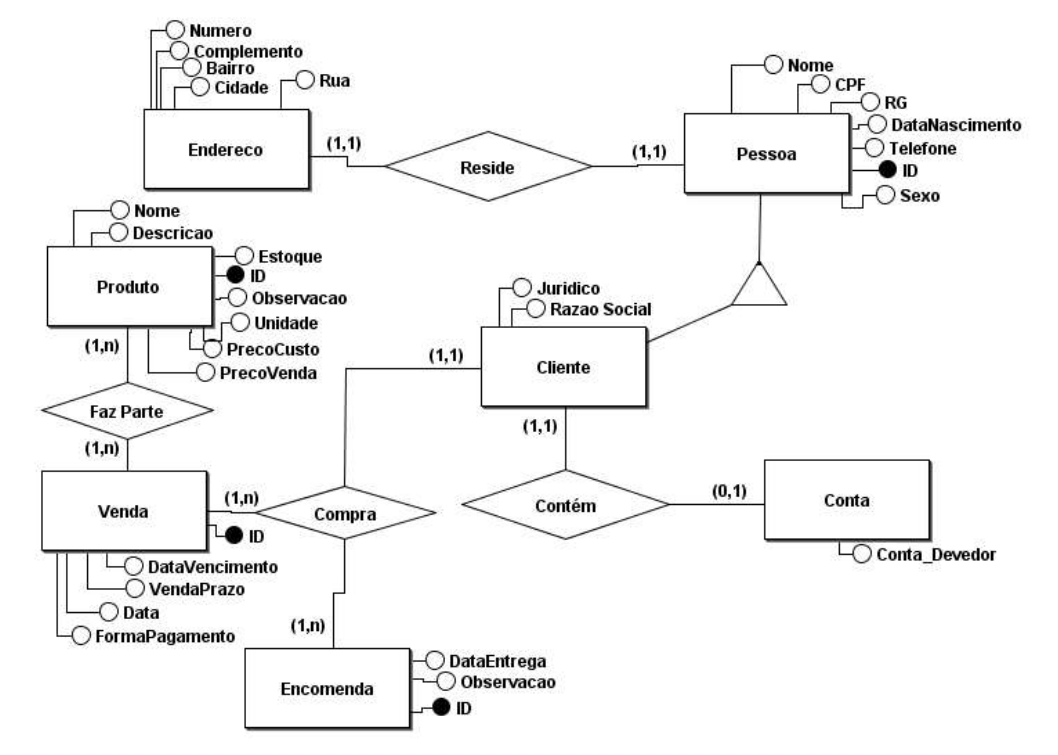 Numero
Complemento
Bairro
Cidade
Rua
Endereco
(1,1)
Reside
(1,1)
Nome
CPF
RG
DataNascimento
Telefone
ID
Sexo
Pessoa
Nome
Descricao
Produto
Estoque
ID
Observacao
Unidade
PrecoCusto
PrecoVenda
(1,n)
Faz Parte
(1,n)
Juridico
Razao Social
(1,1)
Cliente
(1,1)
Venda
(1,n)
ID
Compra
Contém
(0,1)
Conta
Conta_Devedor
DataVencimento
VendaPrazo
Data
FormaPagamento
(1,n)
Encomenda
DataEntrega
Observacao
ID